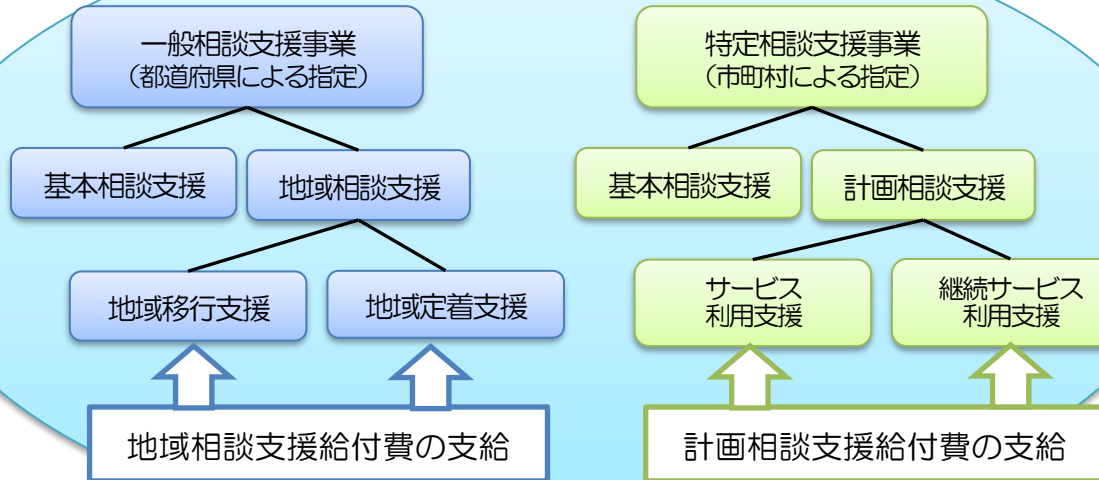 一般相談支援事業
（都道府県による指定）
基本相談支援
地域相談支援
地域移行支援
地域定着支援
地域相談支援給付費の支給
特定相談支援事業
（市町村による指定）
基本相談支援
計画相談支援
サービス
利用支援
継続サービス
利用支援
計画相談支援給付費の支給